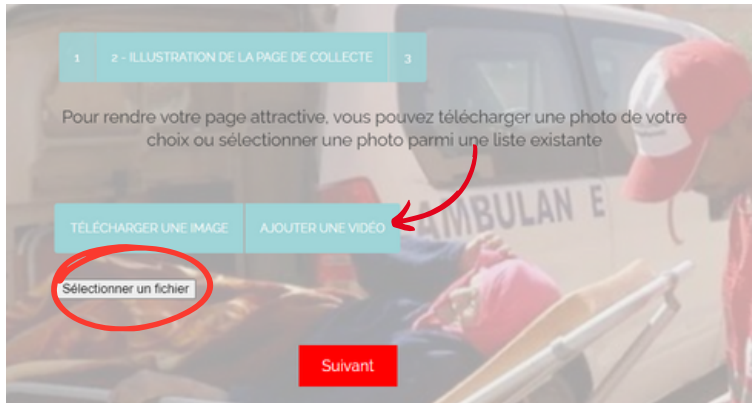 1 2 - ILLUSTRATION DE LA PAGE DE COLLECTE 3
Pour rendre votre page attractive, vous pouvez télécharger une photo de votre
choix ou sélectionner une photo parmi une liste existante
AMBULAN E
TÉLÉCHARGER UNE IMAGE AJOUTER UNE VIDÉO
Sélectionner un fichier
Suivant